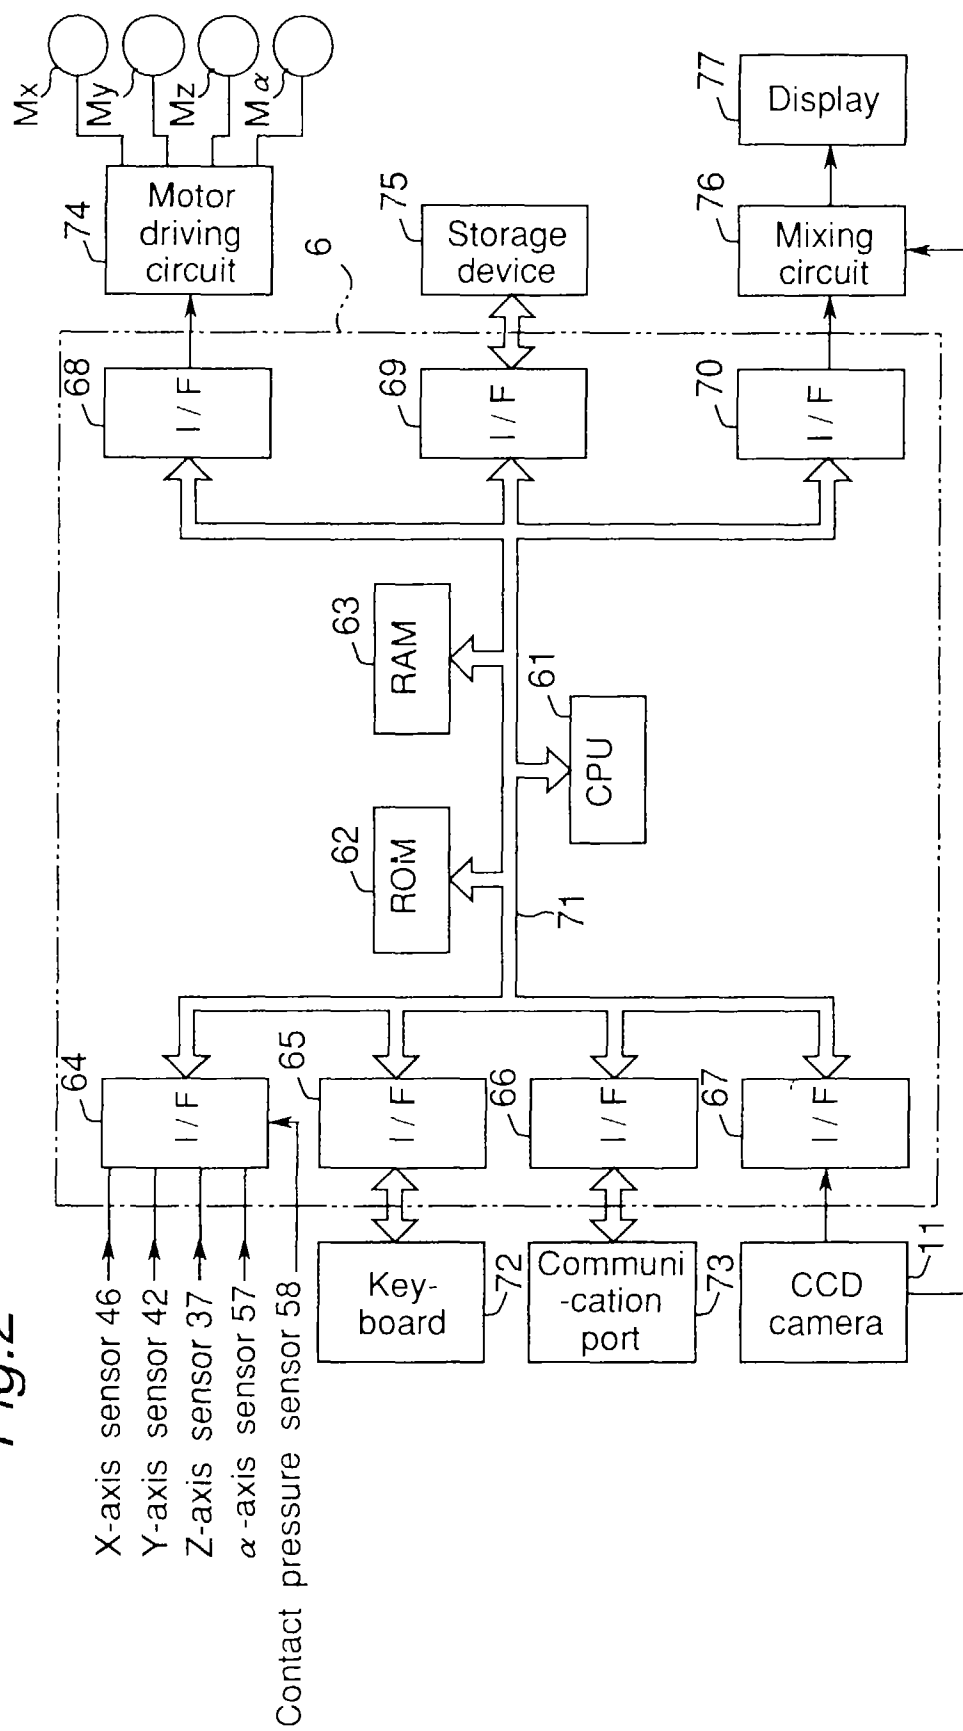 Fig.2
X-axis sensor 46
Y-axis sensor 42
Z-axis sensor 37
α-axis sensor 57
Contact pressure sensor 58
64
I/F
65
I/F
66
I/F
67
I/F
Key-
board
72
Communi
-cation
port
73
CCD
camera
11
ROM
62
RAM
63
CPU
61
71
68
I/F
69
I/F
70
I/F
6
Motor
driving
circuit
74
Mx
My
Mz
Mα
Storage
device
75
Mixing
circuit
76
Display
77